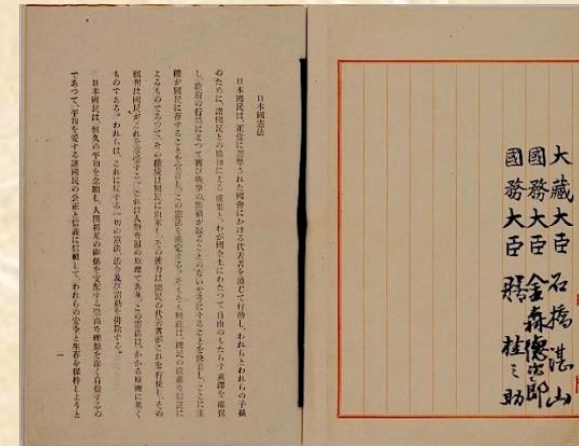 大藏大臣 石橋湛山
國務大臣 金森德次郎
國務大臣 膳桂之助
日本國憲法
日本國民は、正當に選擧された國會における代表者を通じて行動し、われらとわれらの子孫
のために、諸國民との協和による成果と、わが國全土にわたつて自由のもたらす惠澤を確保
し、政府の行爲によつて再び戰爭の慘禍が起ることのないやうにすることを決意し、ここに主
權が國民に存することを宣言し、この憲法を確定する。そもそも國政は、國民の嚴肅な信託に
よるものであつて、その權威は國民に由來し、その權力は國民の代表者がこれを行使し、その
福利は國民がこれを享受する。これは人類普遍の原理であり、この憲法は、かかる原理に基く
ものである。われらは、これに反する一切の憲法、法令及び詔勅を排除する。
日本國民は、恆久の平和を念願し、人間相互の關係を支配する崇高な理想を深く自覺するの
であつて、平和を愛する諸國民の公正と信義に信賴して、われらの安全と生存を保持しようと
一